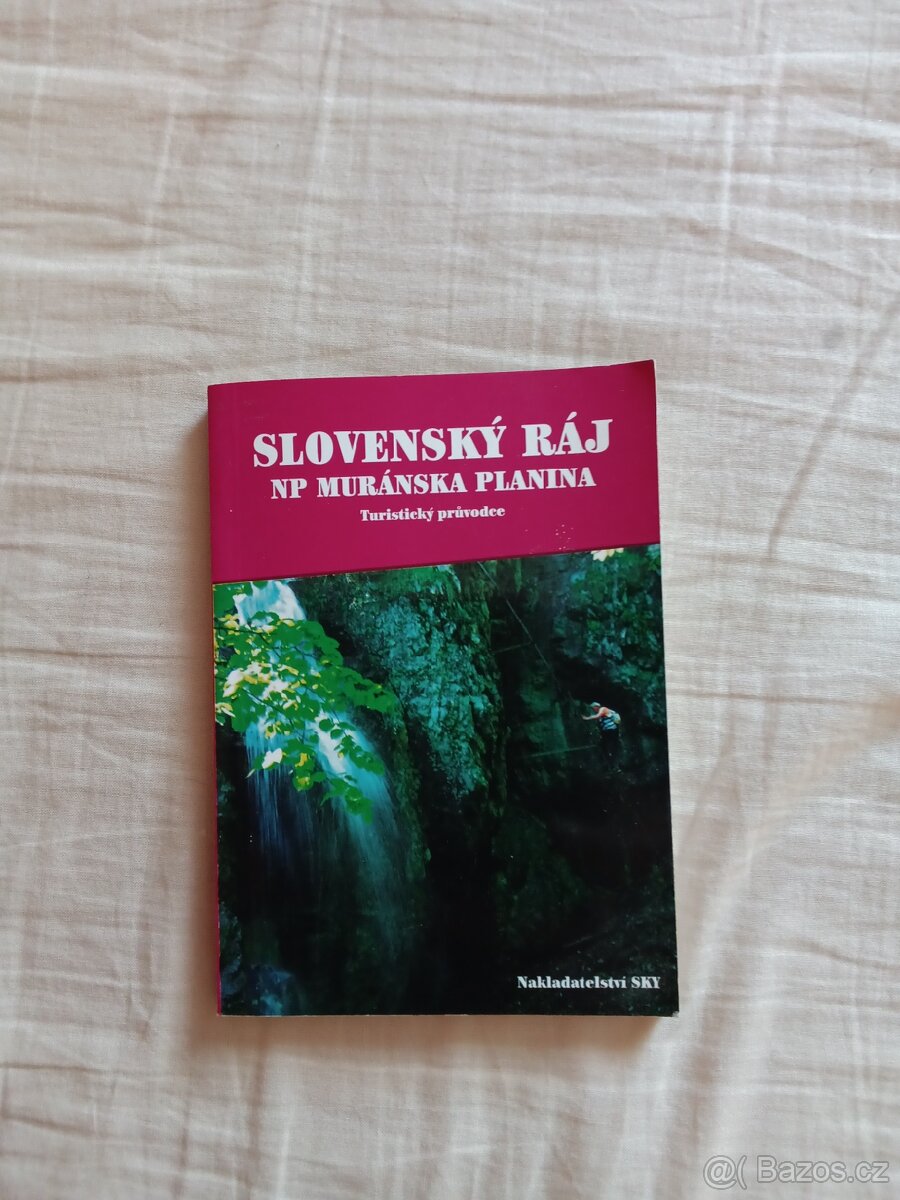 SLOVENSKÝ RÁJ
NP MURÁNSKA PLANINA
Turistický průvodce
Nakladatelství SKY
@( Bazos.cz